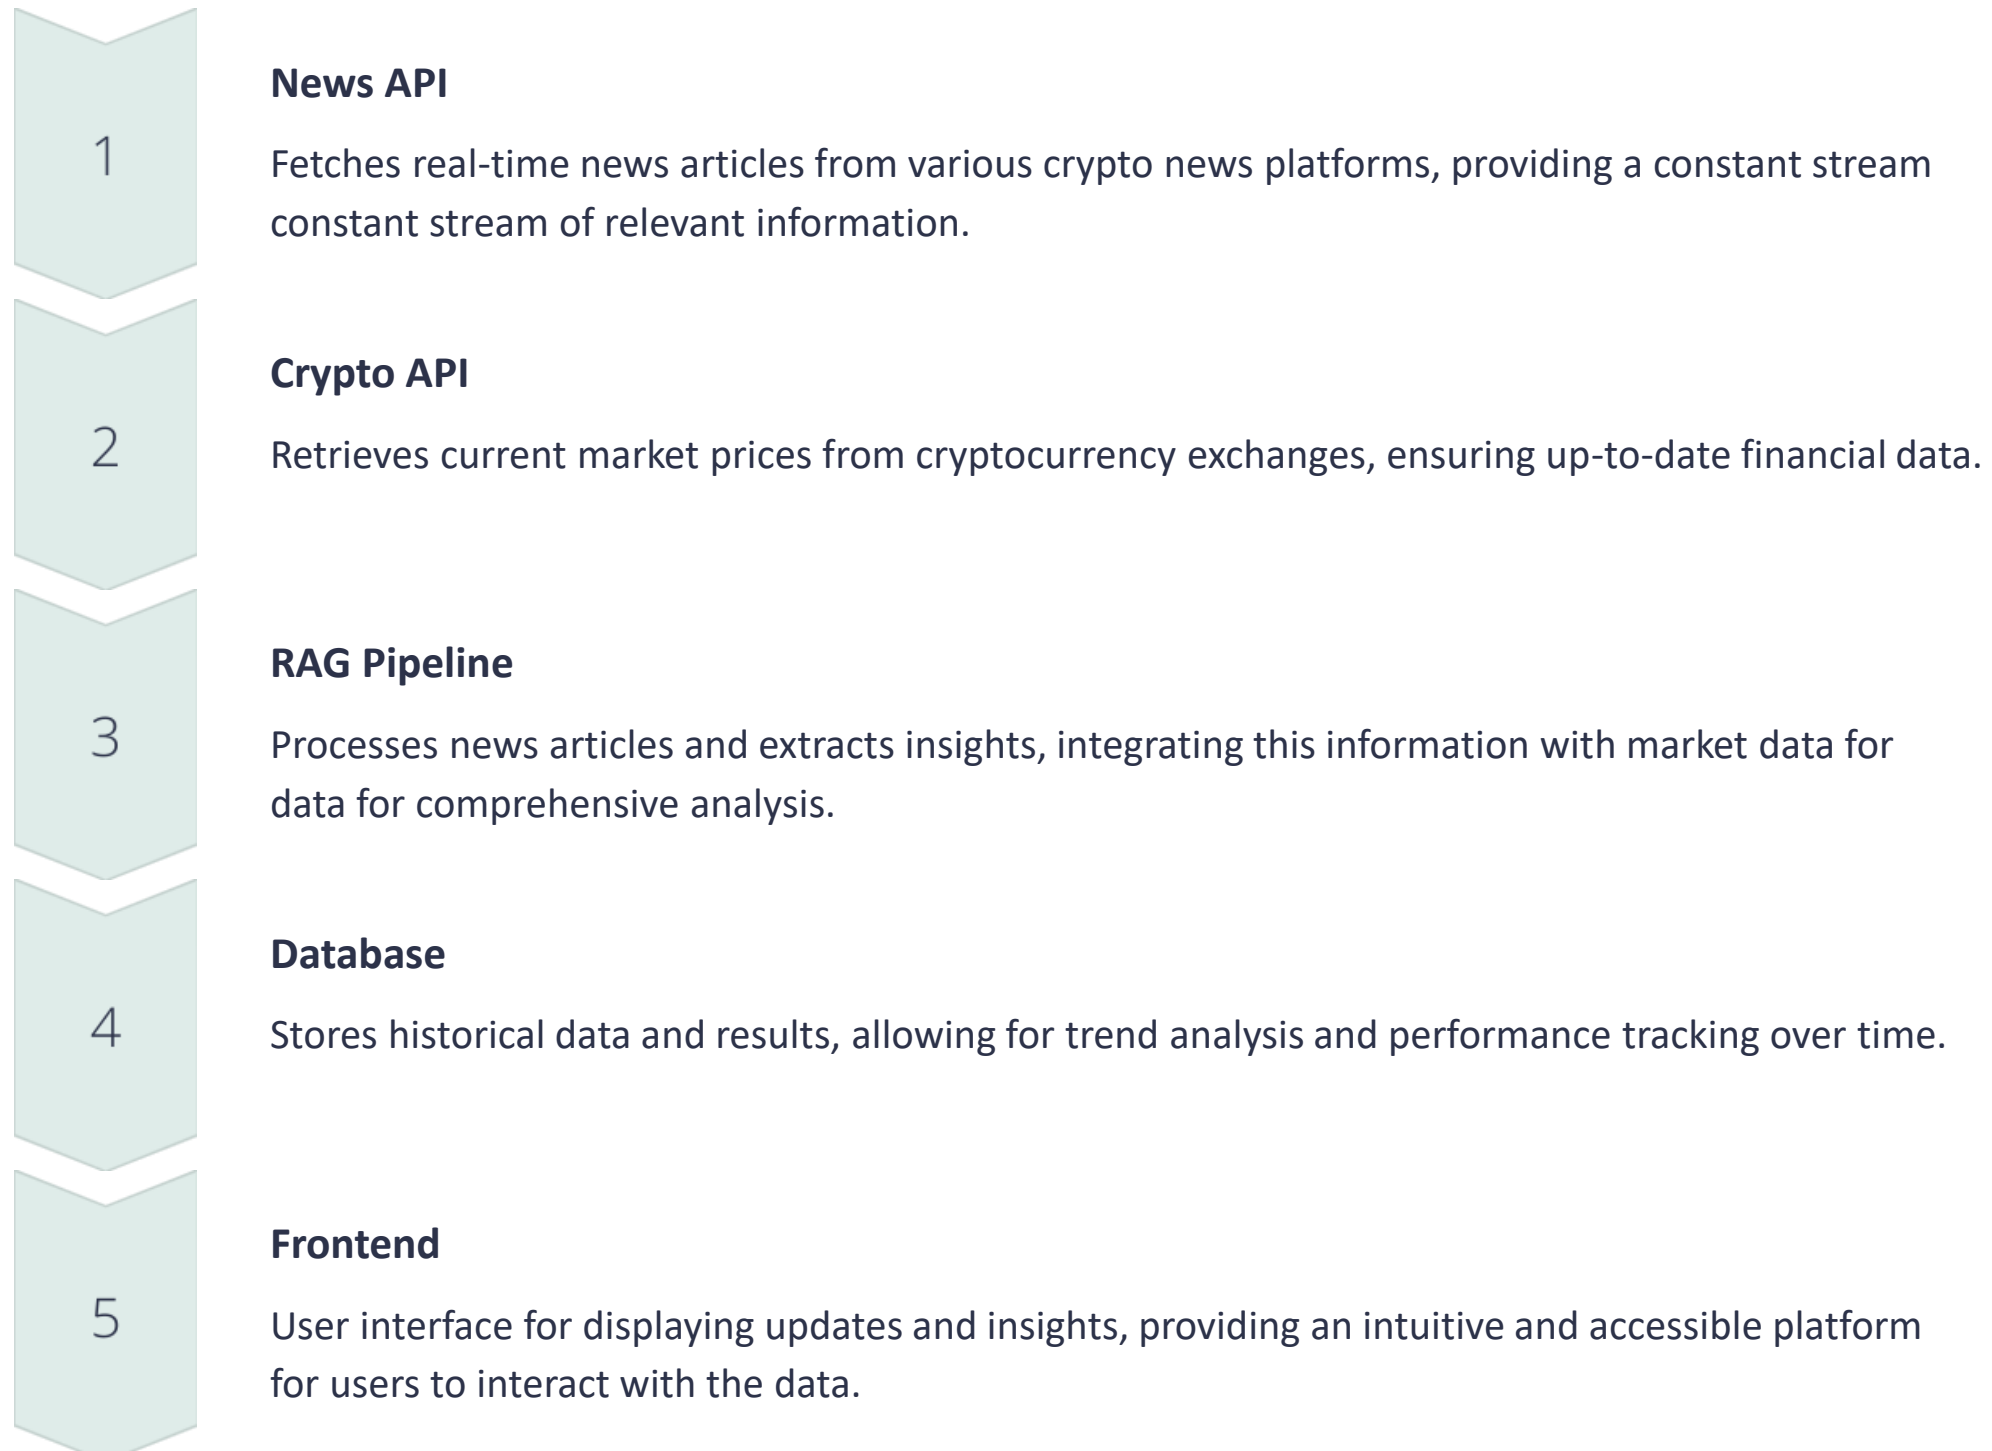 News API
1
Fetches real-time news articles from various crypto news platforms, providing a constant stream
constant stream of relevant information.
Crypto API
2
Retrieves current market prices from cryptocurrency exchanges, ensuring up-to-date financial data.
RAG Pipeline
3
Processes news articles and extracts insights, integrating this information with market data for
data for comprehensive analysis.
Database
4
Stores historical data and results, allowing for trend analysis and performance tracking over time.
Frontend
5
User interface for displaying updates and insights, providing an intuitive and accessible platform
for users to interact with the data.